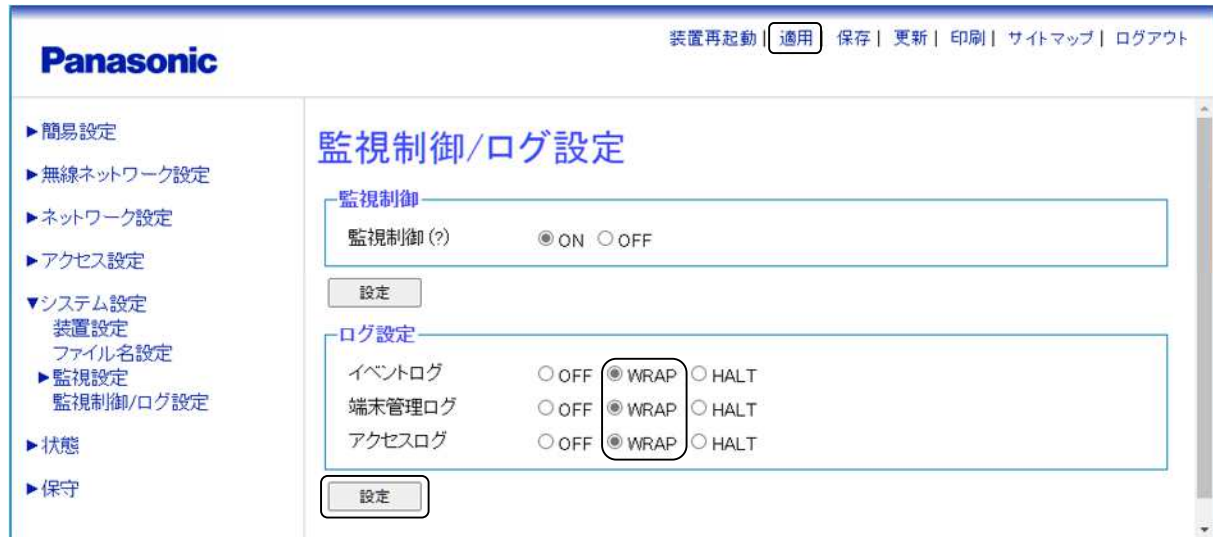 Panasonic
装置再起動 | 適用 | 保存 | 更新 | 印刷 | サイトマップ | ログアウト
▶簡易設定
▶無線ネットワーク設定
▶ネットワーク設定
▶アクセス設定
▼システム設定
装置設定
ファイル名設定
▶監視設定
監視制御/ログ設定
▶状態
▶保守
監視制御/ログ設定
監視制御
監視制御(?) ON OFF
設定
ログ設定
イベントログ OFF WRAP HALT
端末管理ログ OFF WRAP HALT
アクセスログ OFF WRAP HALT
設定